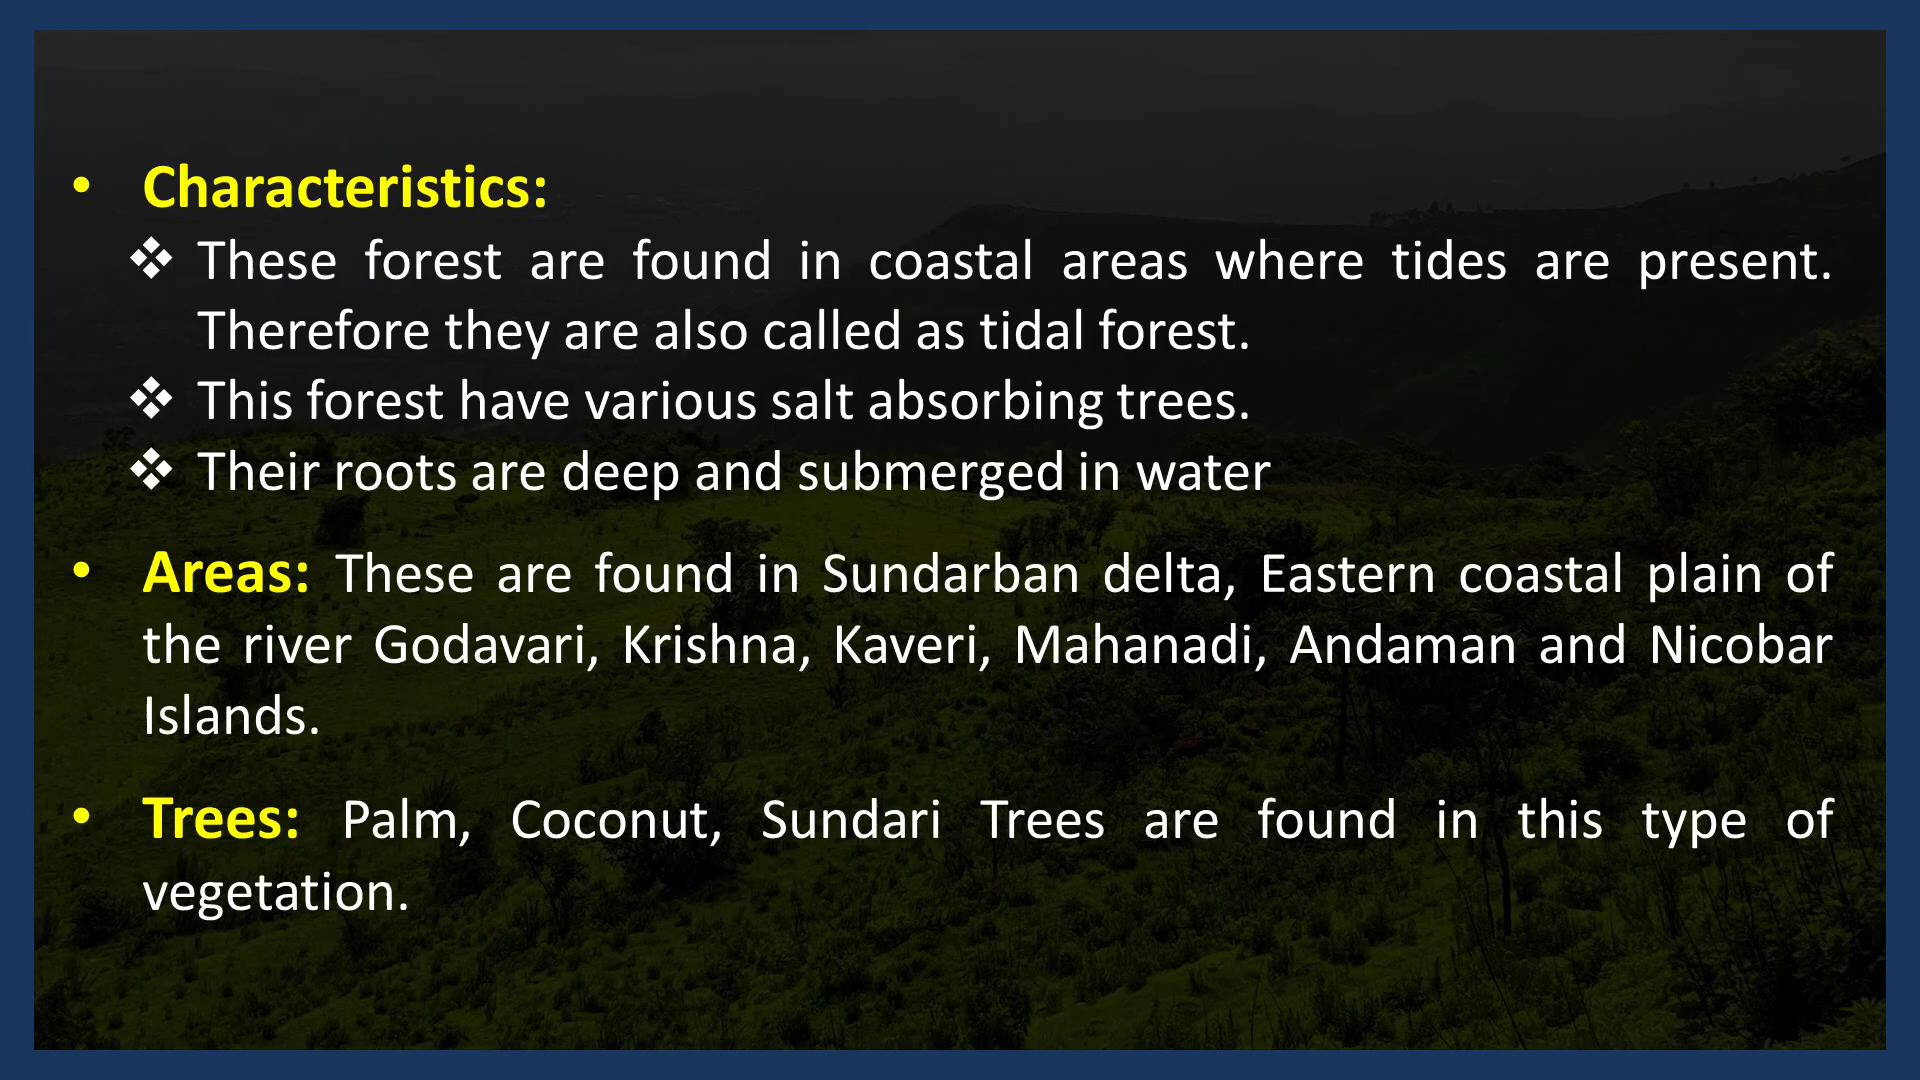 • Characteristics:
❖ These forest are found in coastal areas where tides are present.
Therefore they are also called as tidal forest.
❖ This forest have various salt absorbing trees.
❖ Their roots are deep and submerged in water
• Areas: These are found in Sundarban delta, Eastern coastal plain of
the river Godavari, Krishna, Kaveri, Mahanadi, Andaman and Nicobar
Islands.
• Trees: Palm, Coconut, Sundari Trees are found in this type of
vegetation.